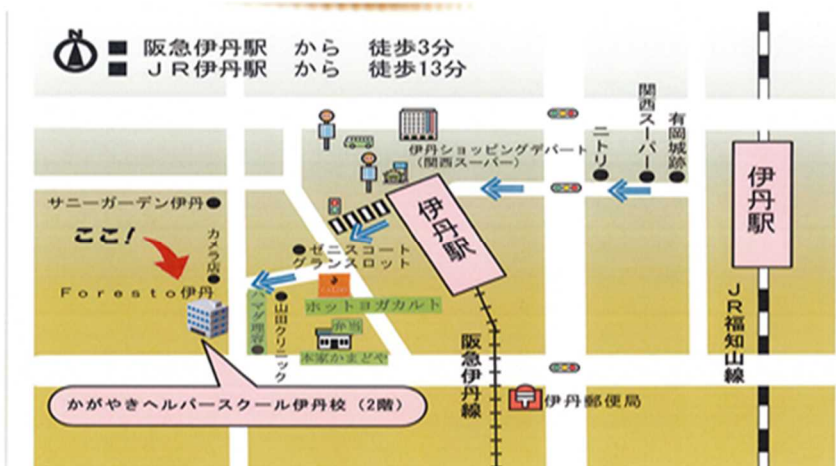 N
■ 阪急伊丹駅 から 徒歩3分
■ JR伊丹駅 から 徒歩13分
関西スーパー
有岡城跡
ニトリ
伊丹ショッピングデパート
(関西スーパー)
伊丹駅
伊丹駅
サニーガーデン伊丹
ここ!
カメラ店
ゼニスコート
グランスロット
Foresto伊丹
ハマダ理容
山田クリニック
ホットヨガカルト
弁当
本家かまどや
阪急伊丹線
JR福知山線
かがやきヘルパースクール伊丹校(2階)
伊丹郵便局